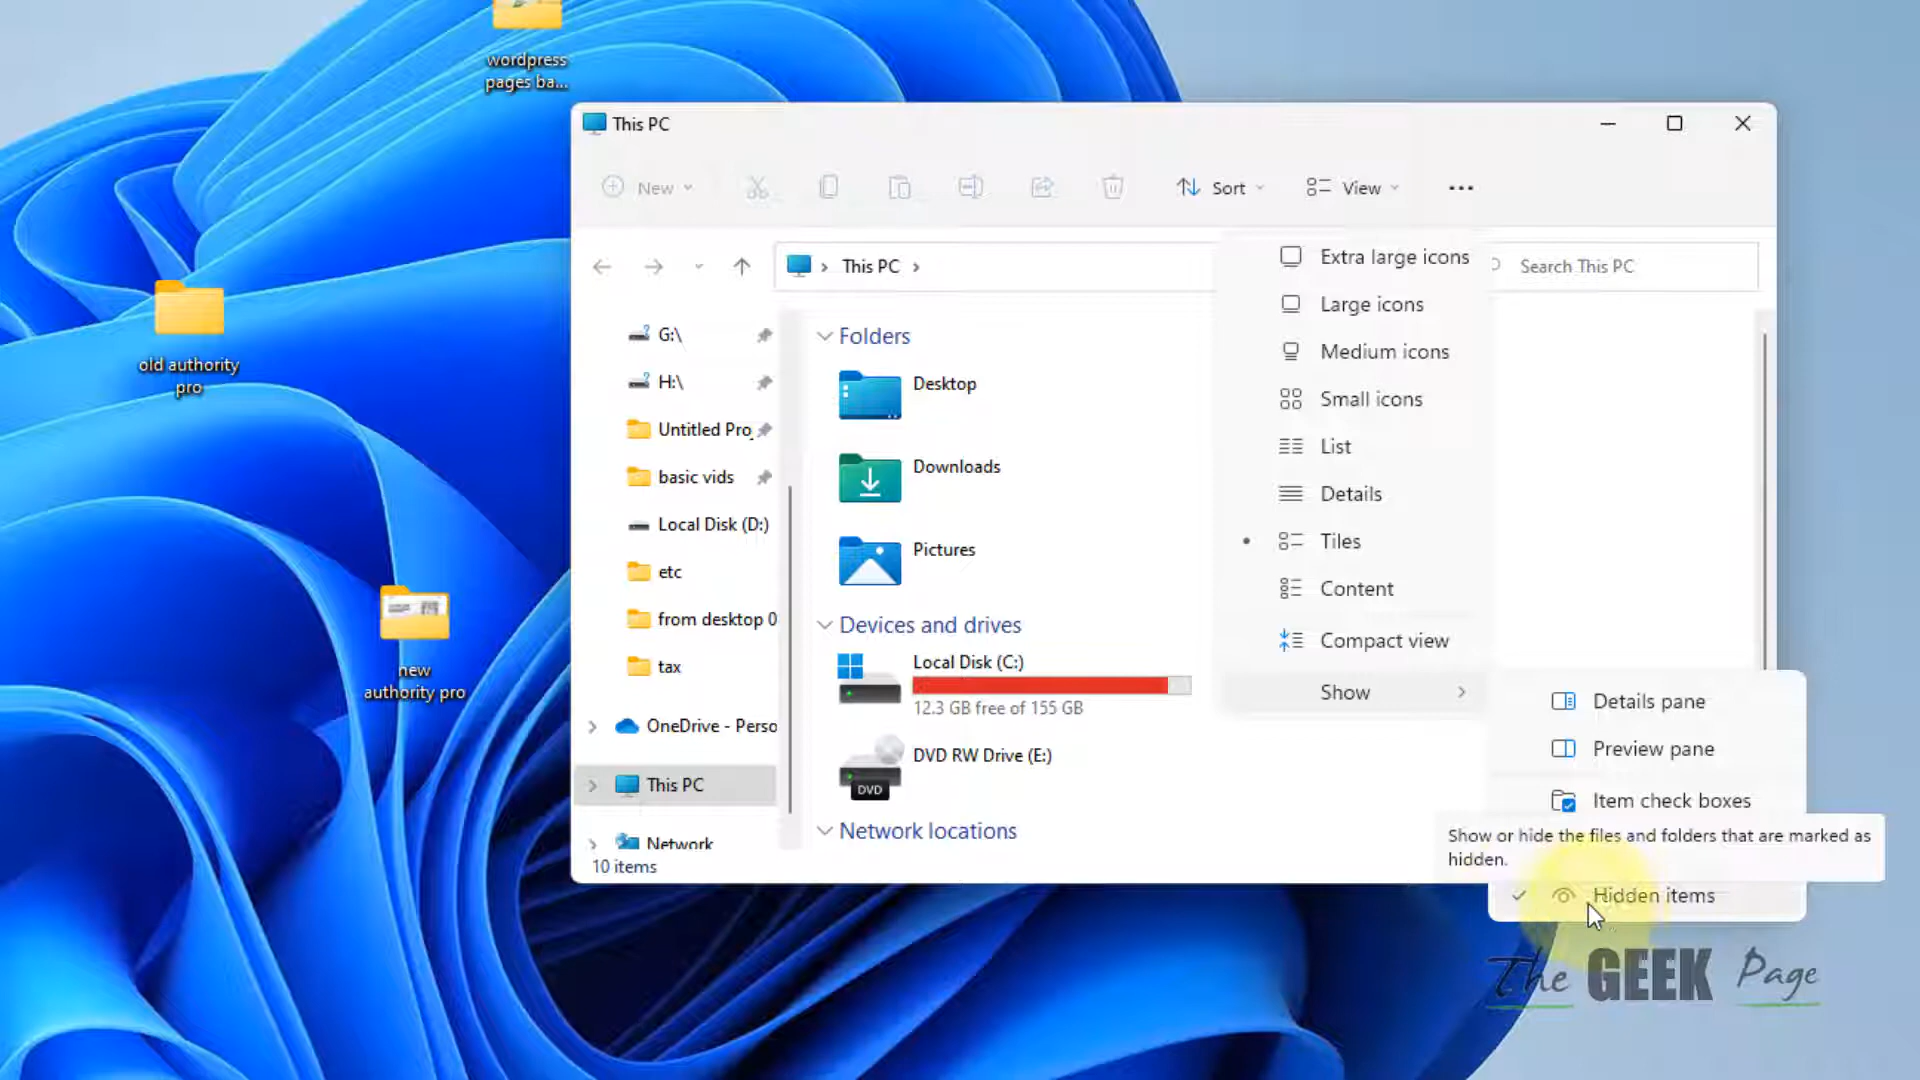 wordpress
pages ba...
old authority
pro
new
authority pro
This PC
New
Sort
View
This PC
Search This PC
G:\
H:\
Untitled Pro
basic vids
Local Disk (D:)
etc
from desktop 0
tax
OneDrive - Perso
This PC
Network
10 items
Folders
Desktop
Downloads
Pictures
Devices and drives
Local Disk (C:)
12.3 GB free of 155 GB
DVD RW Drive (E:)
DVD
Network locations
Extra large icons
Large icons
Medium icons
Small icons
List
Details
Tiles
Content
Compact view
Show
Details pane
Preview pane
Item check boxes
Show or hide the files and folders that are marked as
hidden.
Hidden items
The GEEK Page